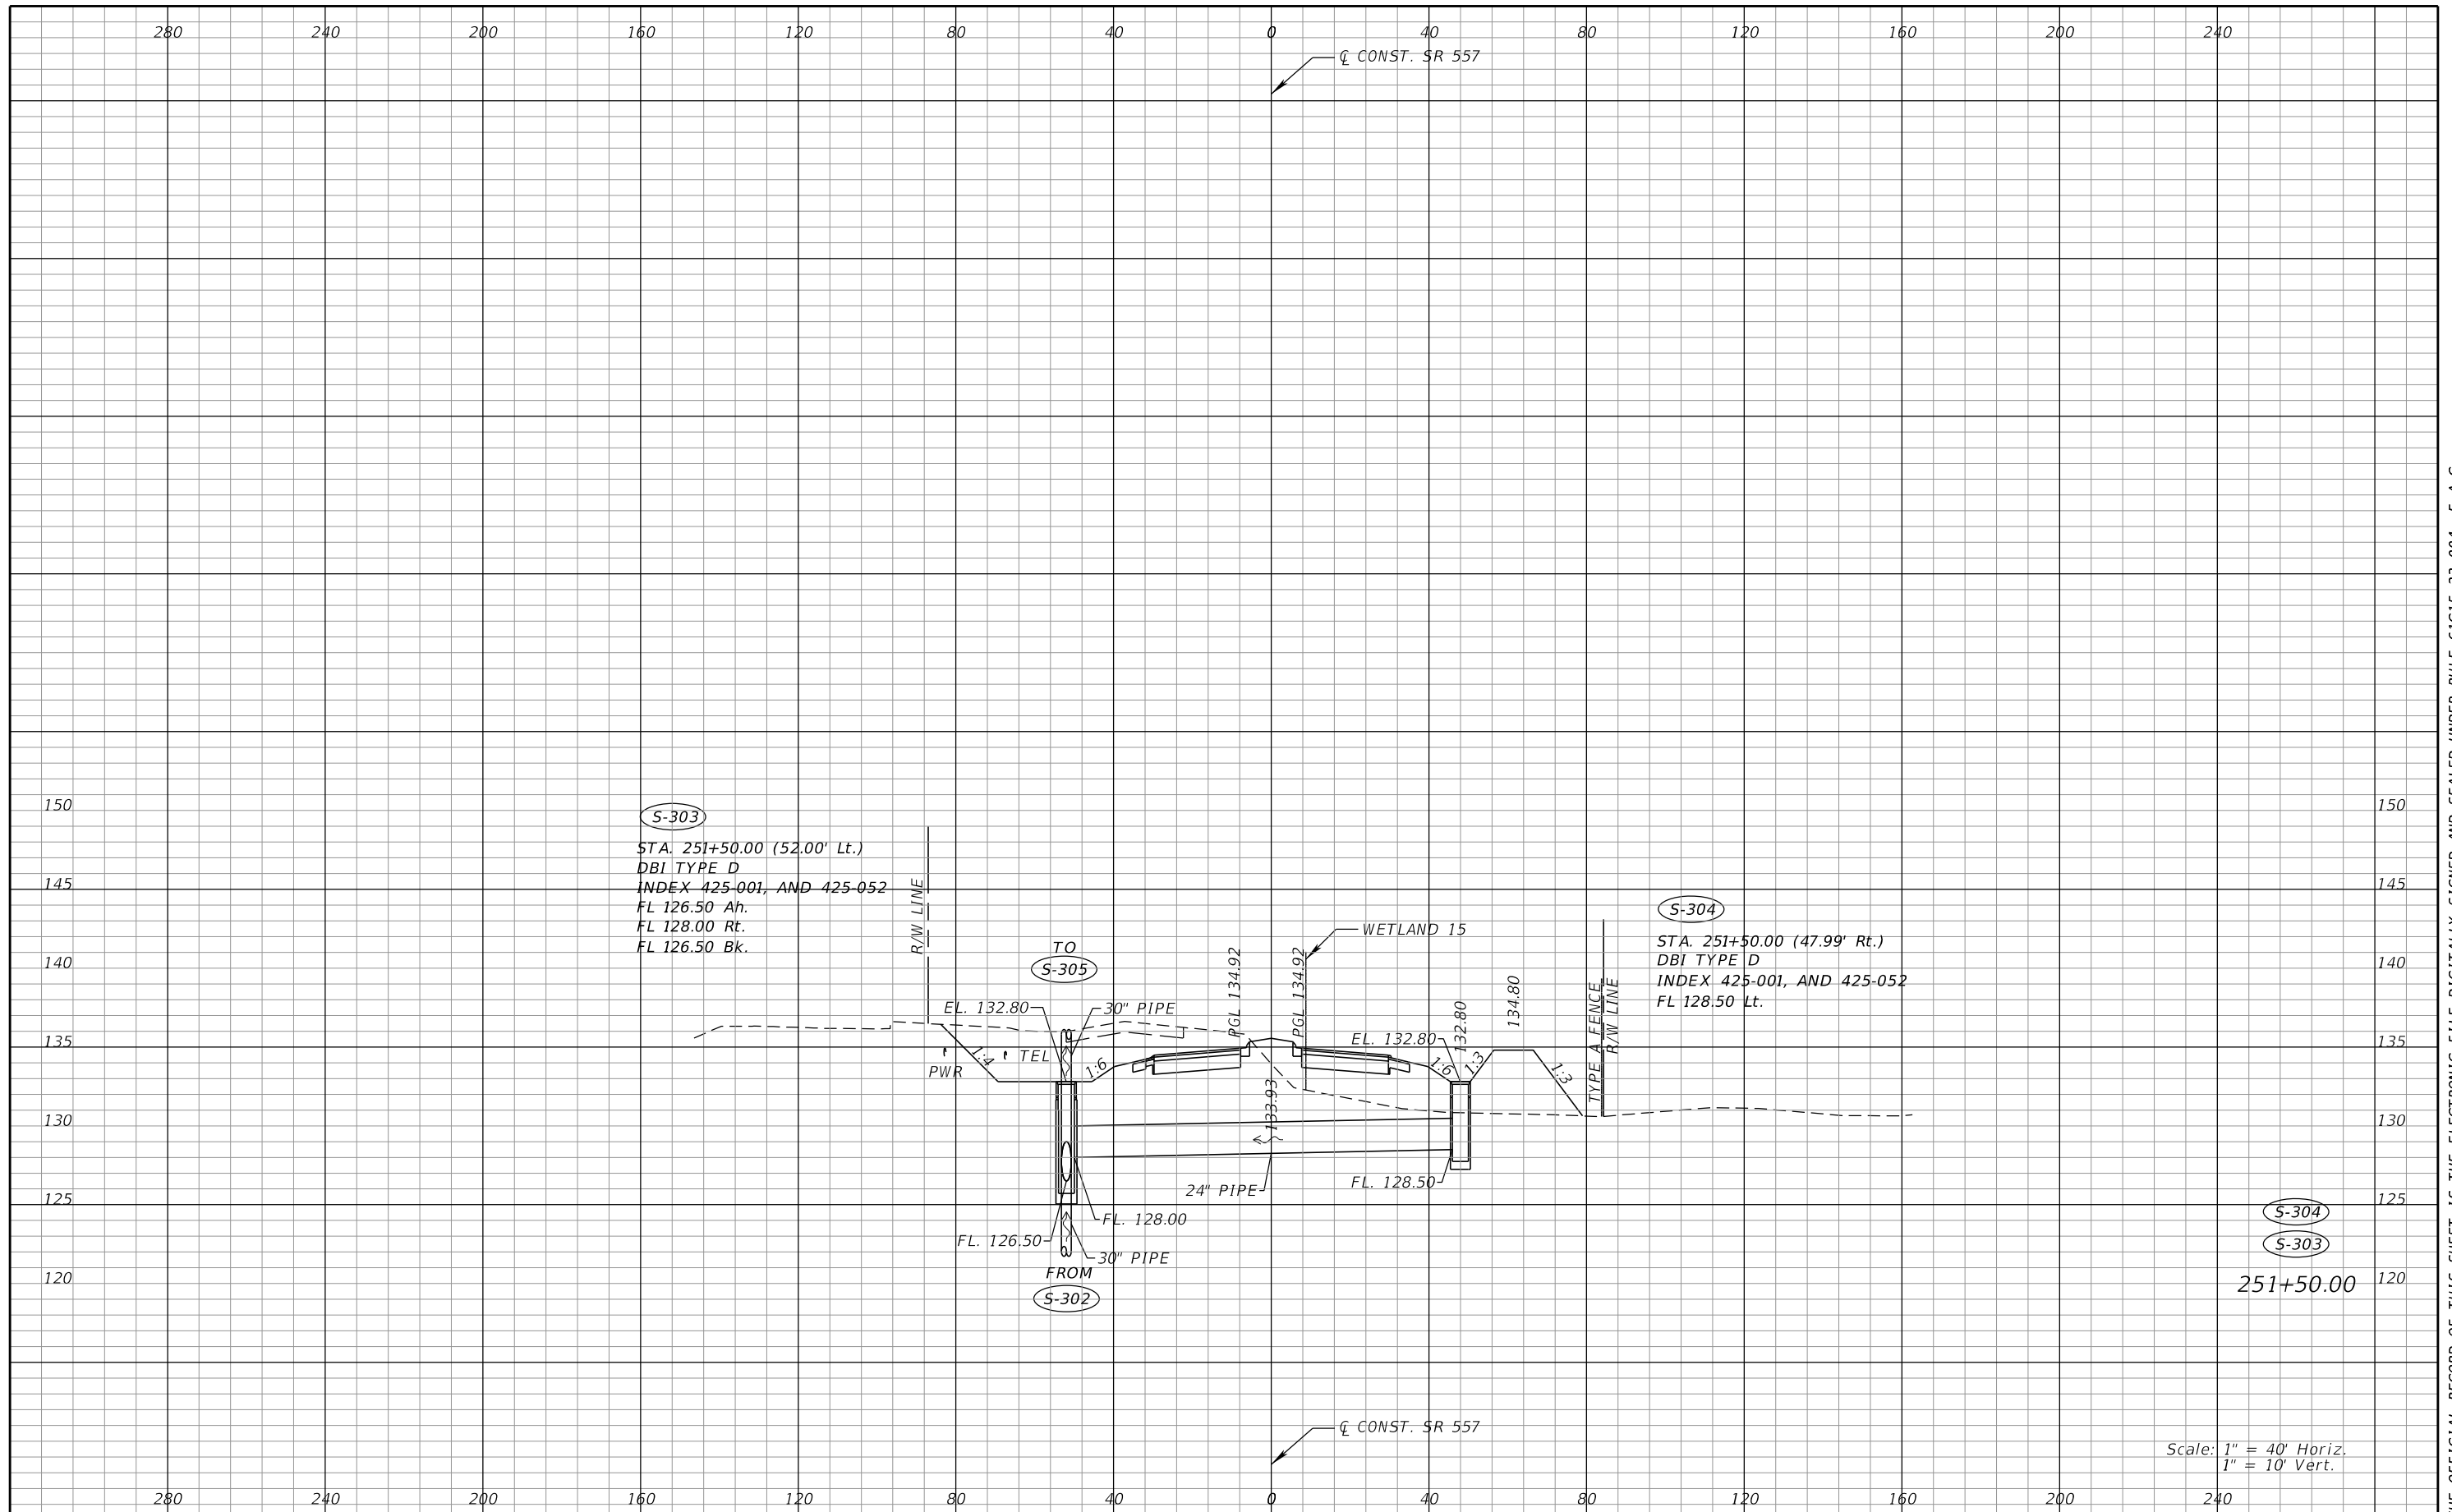 280 240 200 160 120 80 40 0 40 80 120 160 200 240
℄ CONST. SR 557
150 150
S-303
STA. 251+50.00 (52.00' Lt.)
DBI TYPE D
INDEX 425-001, AND 425-052
FL 126.50 Ah.
FL 128.00 Rt.
FL 126.50 Bk.
145 145
R/W LINE
S-304
STA. 251+50.00 (47.99' Rt.)
DBI TYPE D
INDEX 425-001, AND 425-052
FL 128.50 Lt.
WETLAND 15
TO
S-305
140 140
PGL 134.92
PGL 134.92
EL. 132.80
30" PIPE
134.80
132.80
TYPE A FENCE
R/W LINE
135 135
EL. 132.80
PWR
1:4
TEL
1:6
1:6
1:3
1:3
133.93
130 130
24" PIPE
FL. 128.50
125 125
FL. 128.00
FL. 126.50
30" PIPE
FROM
S-302
S-304
S-303
120 120
251+50.00
℄ CONST. SR 557
Scale: 1" = 40' Horiz.
1" = 10' Vert.
280 240 200 160 120 80 40 0 40 80 120 160 200 240